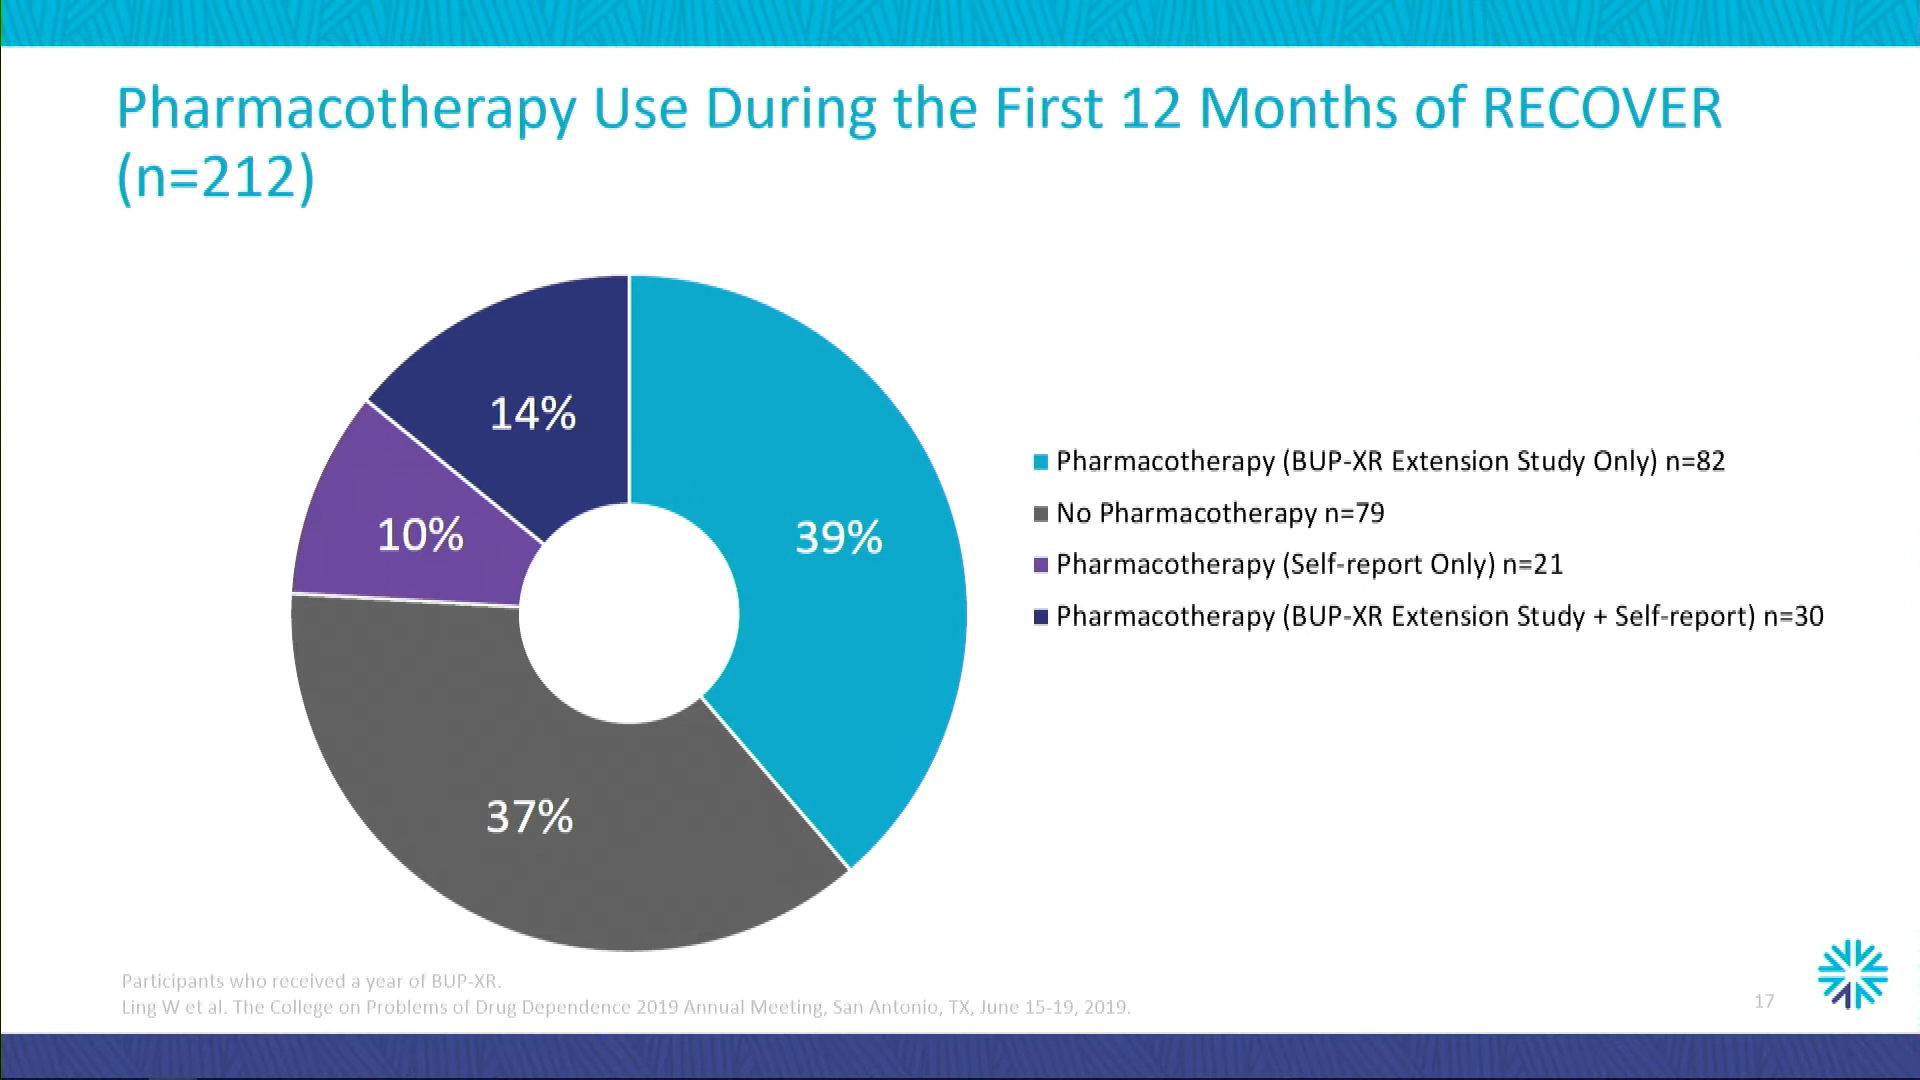 Pharmacotherapy Use During the First 12 Months of RECOVER
(n=212)
14%
39%
10%
37%
Pharmacotherapy (BUP-XR Extension Study Only) n=82
No Pharmacotherapy n=79
Pharmacotherapy (Self-report Only) n=21
Pharmacotherapy (BUP-XR Extension Study + Self-report) n=30
Participants who received a year of BUP-XR.
Ling W et al. The College on Problems of Drug Dependence 2019 Annual Meeting, San Antonio, TX, June 15-19, 2019.
17